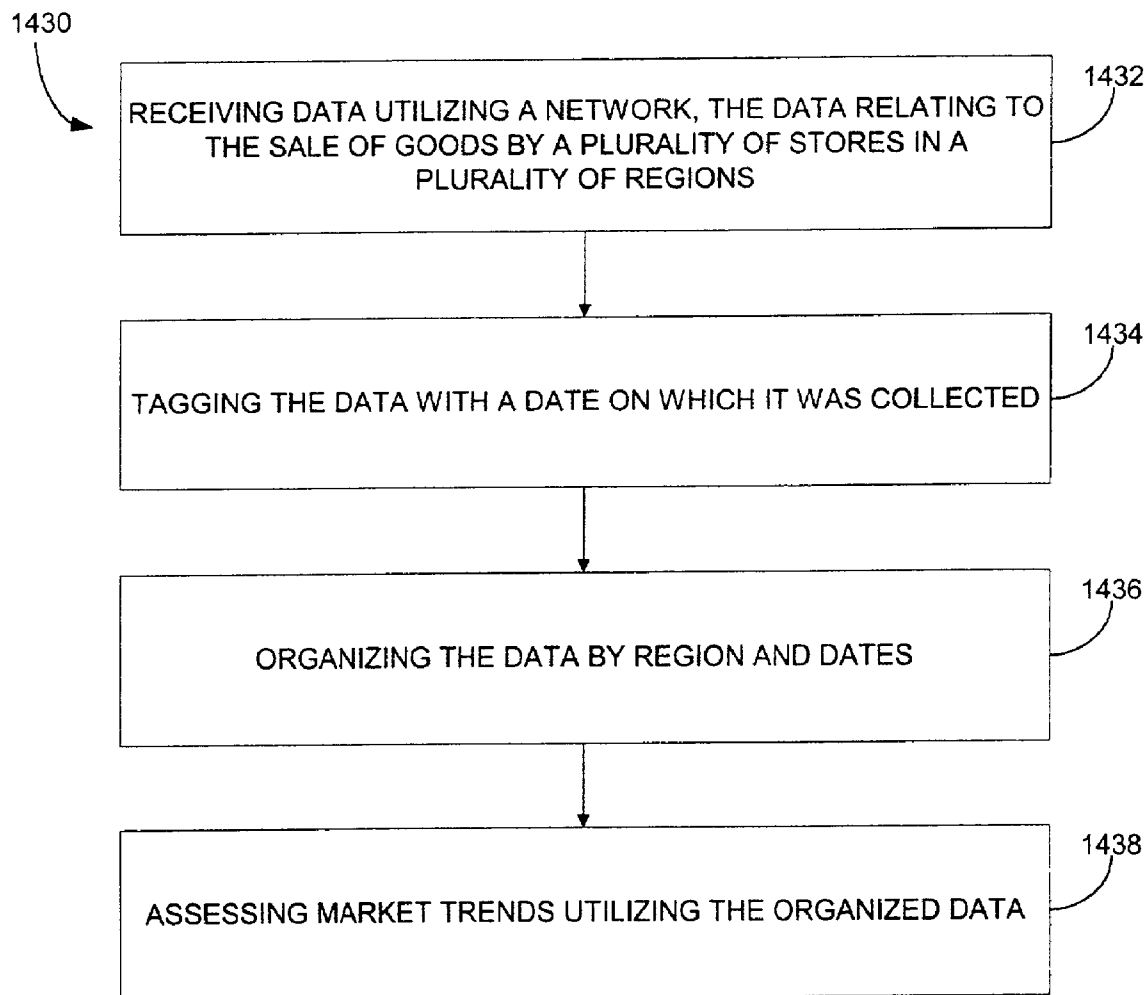 1430
1432
RECEIVING DATA UTILIZING A NETWORK, THE DATA RELATING TO
THE SALE OF GOODS BY A PLURALITY OF STORES IN A
PLURALITY OF REGIONS
1434
TAGGING THE DATA WITH A DATE ON WHICH IT WAS COLLECTED
1436
ORGANIZING THE DATA BY REGION AND DATES
1438
ASSESSING MARKET TRENDS UTILIZING THE ORGANIZED DATA